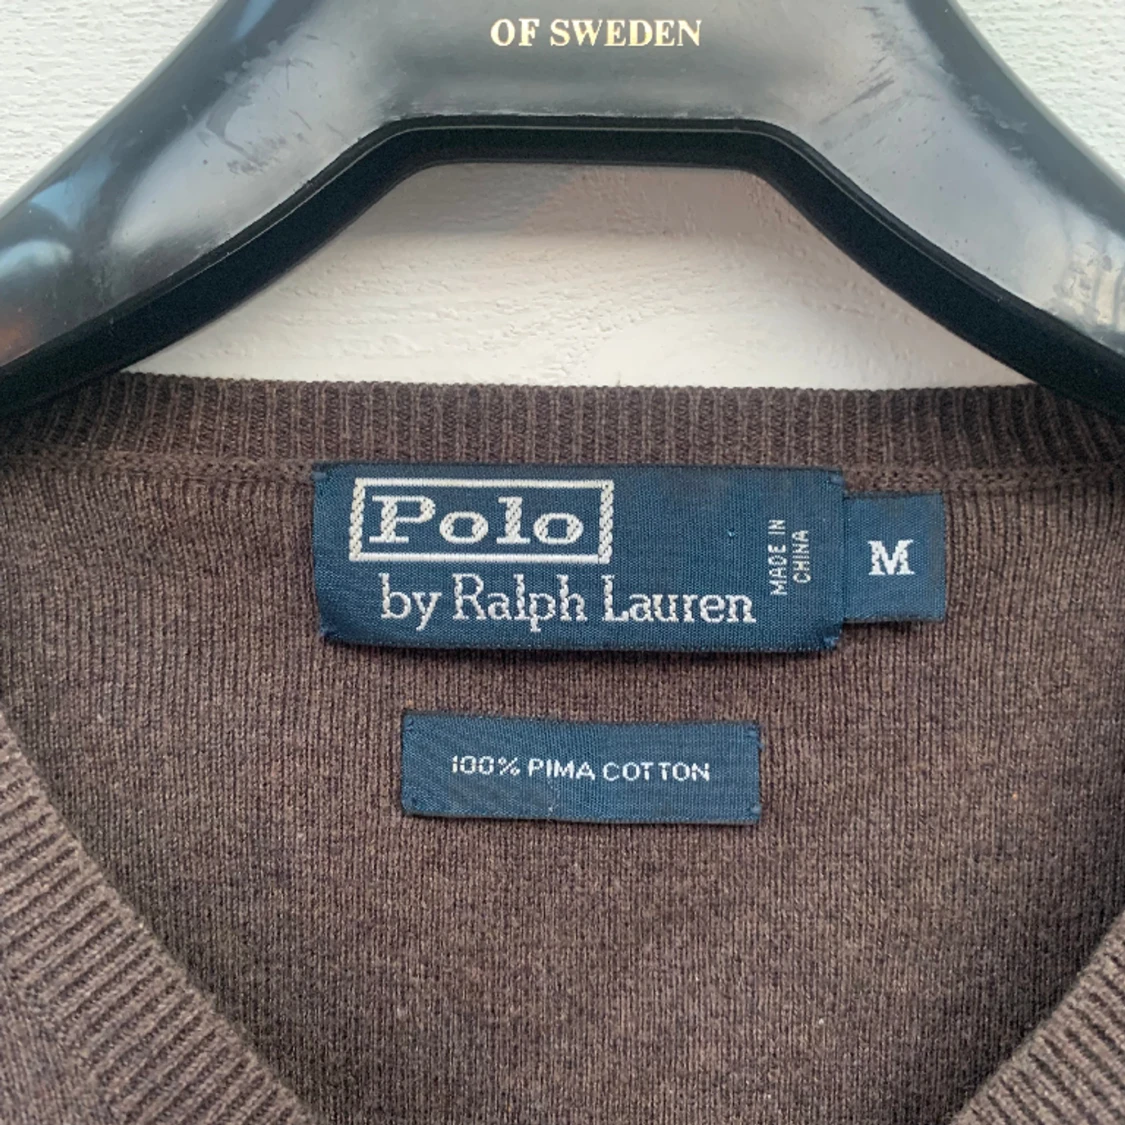 OF SWEDEN
Polo
by Ralph Lauren
MADE IN
CHINA
M
100% PIMA COTTON